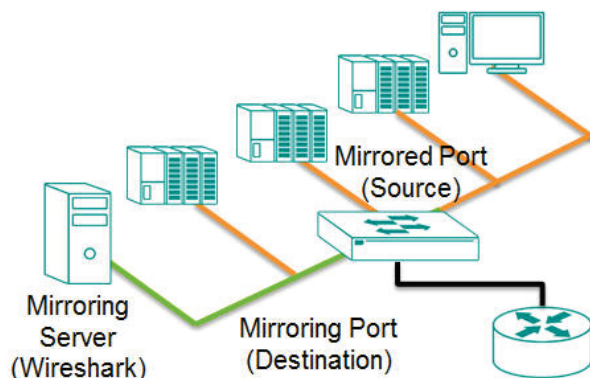 Mirrored Port
(Source)
Mirroring
Server
(Wireshark)
Mirroring Port
(Destination)